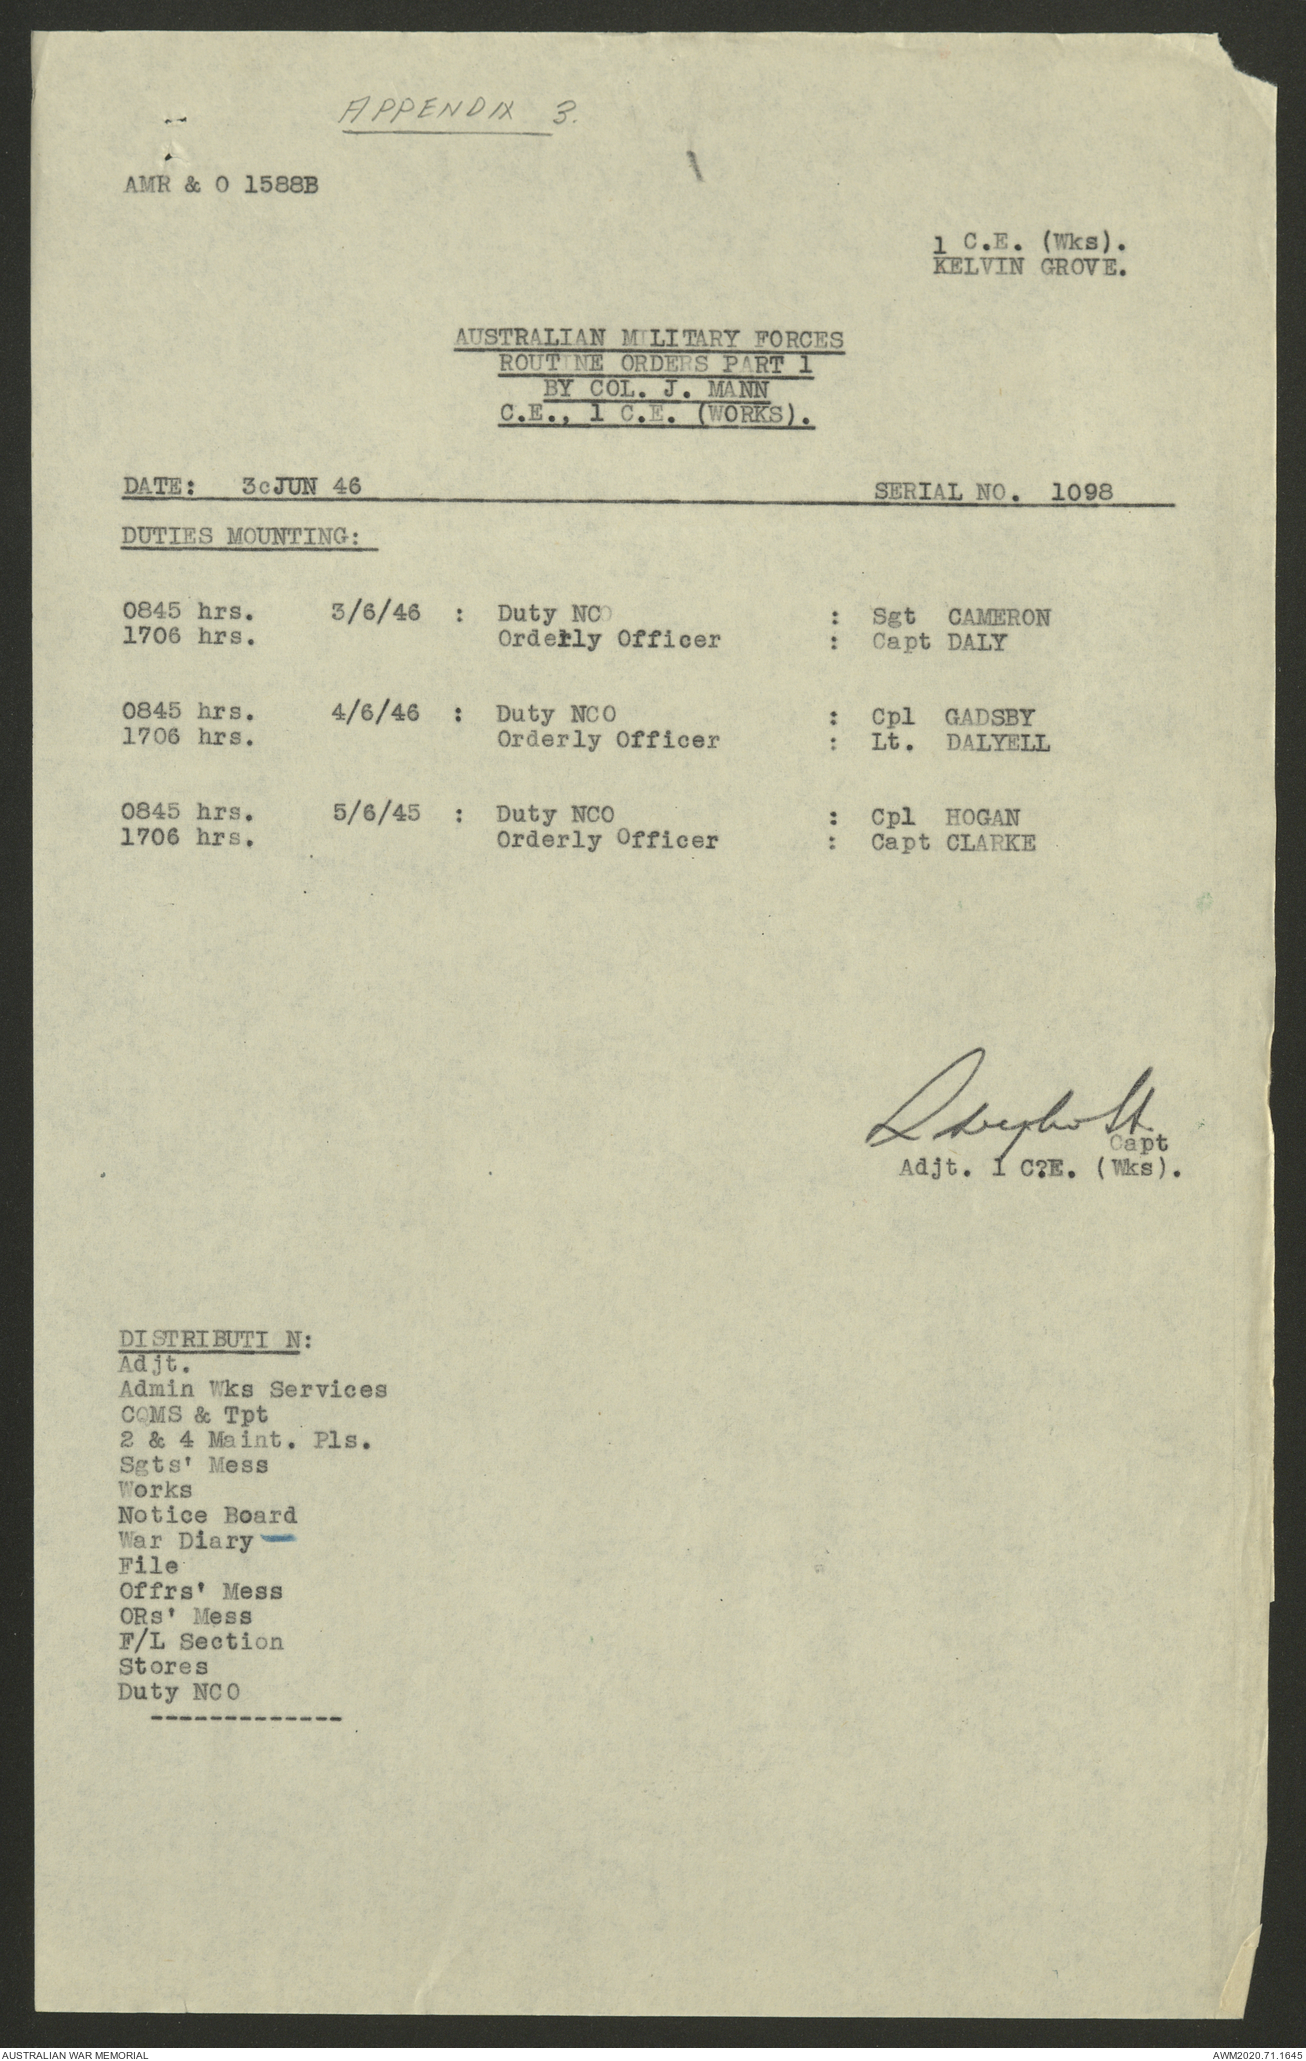 APPENDIX 3.
AMR & O 1588B
1 C.E. (Wks).
KELVIN GROVE.
AUSTRALIAN MILITARY FORCES
ROUTINE ORDERS PART 1
BY COL. J. MANN
C.E., 1 C.E. (WORKS).
DATE: 3cJUN 46 SERIAL NO. 1098
DUTIES MOUNTING:
0845 hrs. 3/6/46 : Duty NCO : Sgt CAMERON
1706 hrs. Orderly Officer : Capt DALY
0845 hrs. 4/6/46 : Duty NCO : Cpl GADSBY
1706 hrs. Orderly Officer : Lt. DALYELL
0845 hrs. 5/6/45 : Duty NCO : Cpl HOGAN
1706 hrs. Orderly Officer : Capt CLARKE
Capt
Adjt. 1 C?E. (Wks).
DISTRIBUTI N:
Adjt.
Admin Wks Services
CQMS & Tpt
2 & 4 Maint. Pls.
Sgts' Mess
Works
Notice Board
War Diary
File
Offrs' Mess
ORs' Mess
F/L Section
Stores
Duty NCO
-------------
AUSTRALIAN WAR MEMORIAL AWM2020.71.1645